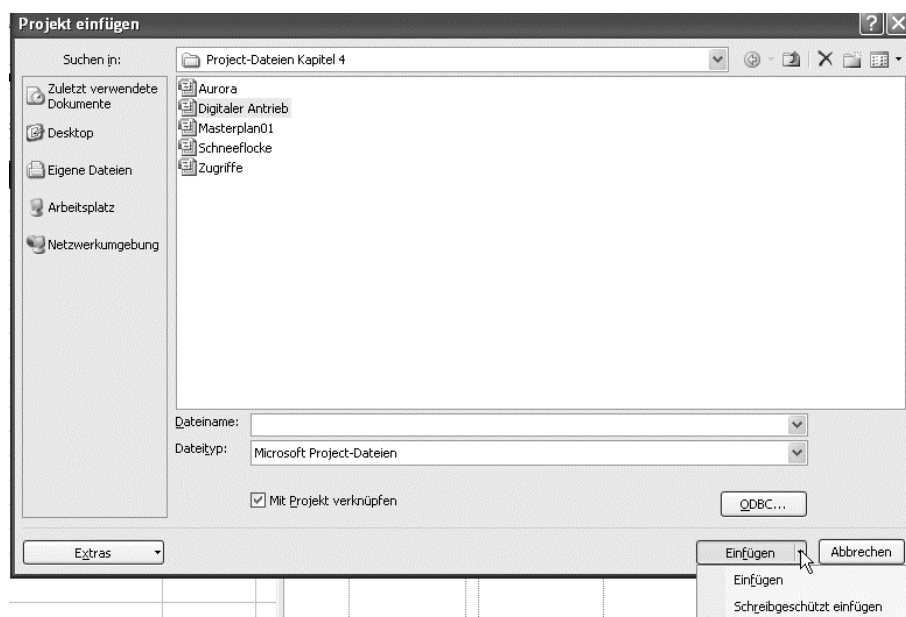 Projekt einfügen
Suchen in:
Project-Dateien Kapitel 4
Zuletzt verwendete
Dokumente
Desktop
Eigene Dateien
Arbeitsplatz
Netzwerkumgebung
Aurora
Digitaler Antrieb
Masterplan01
Schneeflocke
Zugriffe
Dateiname:
Dateityp:
Microsoft Project-Dateien
Mit Projekt verknüpfen
ODBC...
Extras
Einfügen
Abbrechen
Einfügen
Schreibgeschützt einfügen